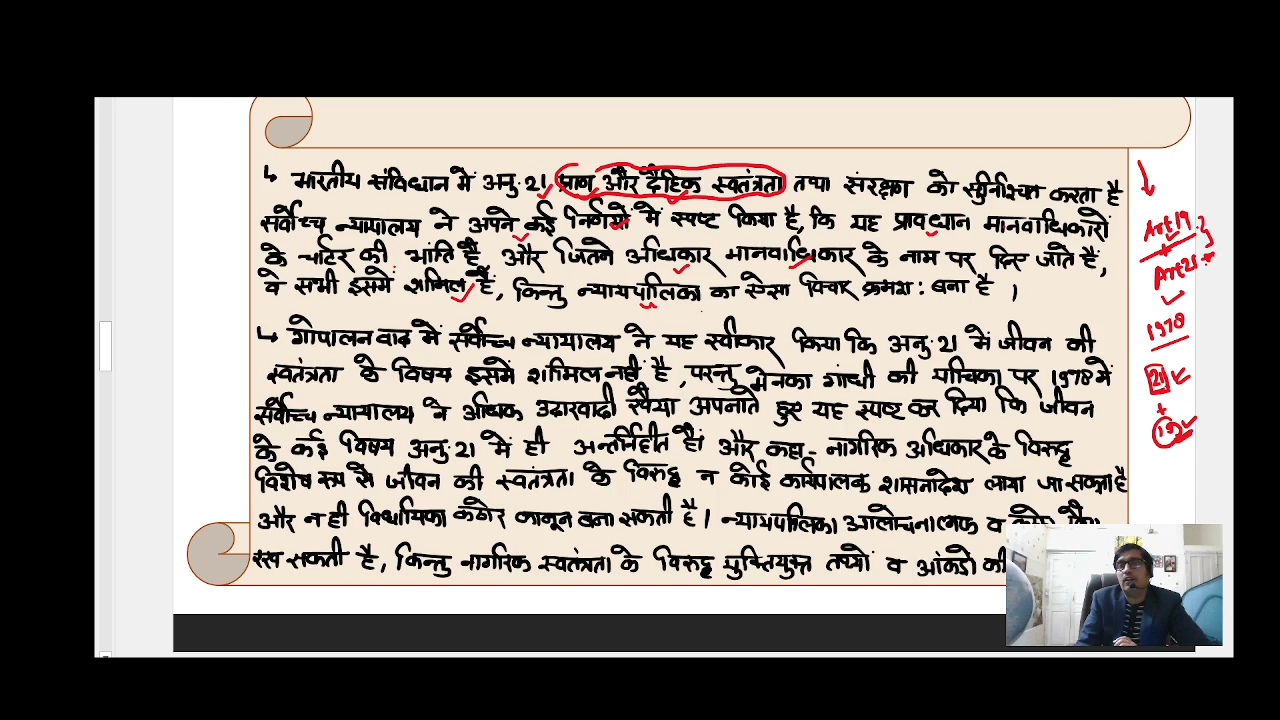 भारतीय संविधान में अनु. 21 प्राण और दैहिक स्वतंत्रता तथा संरक्षण को सुनिश्चित करता है
सर्वोच्च न्यायालय ने अपने कई निर्णयों में स्पष्ट किया है, कि यह प्रावधान मानवाधिकारों
के चार्टर की भांति है, और जितने अधिकार मानवाधिकार के नाम पर दिए जाते हैं,
वे सभी इसमें शामिल हैं, किन्तु न्यायपालिका का ऐसा विचार क्रमश: बना है ।
गोपालन वाद में सर्वोच्च न्यायालय ने यह स्वीकार किया कि अनु. 21 में जीवन की
स्वतंत्रता के विषय इसमें शामिल नहीं है, परन्तु मेनका गांधी की याचिका पर 1978 में
सर्वोच्च न्यायालय ने अधिक उदारवादी रवैया अपनाते हुए यह स्पष्ट कर दिया कि जीवन
के कई विषय अनु. 21 में ही अन्तर्निहीत हैं। और कहा - नागरिक अधिकार के विरुद्ध
विशेष रूप से जीवन की स्वतंत्रता के विरुद्ध न कोई कार्यपालक शासनादेश लाया जा सकता है
और न ही विधायिका कठोर कानून बना सकती है। न्यायपालिका आलोचनात्मक व
रख सकती है, किन्तु नागरिक स्वतंत्रता के विरुद्ध युक्तियुक्त तथ्यों व आंकडो की
Art 19
Art 21
1978
21
+
19